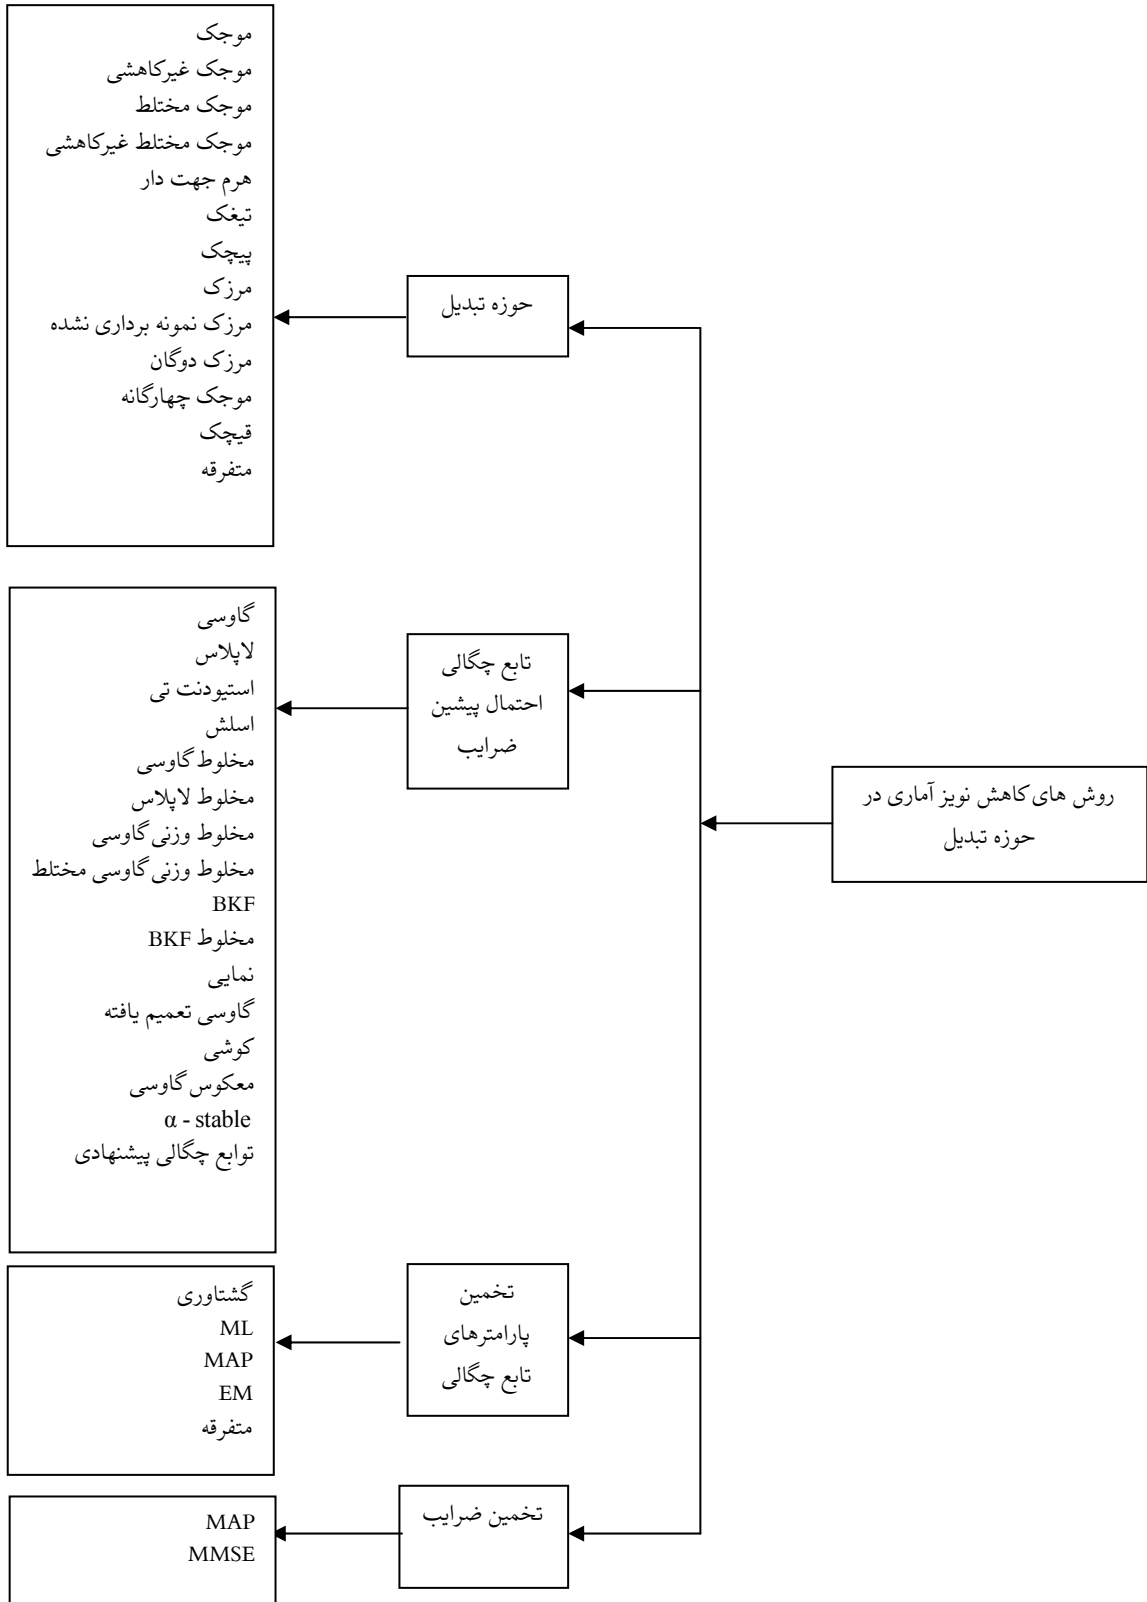 روش های کاهش نویز آماری در
حوزه تبدیل
حوزه تبدیل
موجک
موجک غیرکاهشی
موجک مختلط
موجک مختلط غیرکاهشی
هرم جهت دار
تیغک
پیچک
مرزک
مرزک نمونه برداری نشده
مرزک دوگان
موجک چهارگانه
قیچک
متفرقه
تابع چگالی
احتمال پیشین
ضرایب
گاوسی
لاپلاس
استیودنت تی
اسلش
مخلوط گاوسی
مخلوط لاپلاس
مخلوط وزنی گاوسی
مخلوط وزنی گاوسی مختلط
BKF
مخلوط BKF
نمایی
گاوسی تعمیم یافته
کوشی
معکوس گاوسی
α - stable
توابع چگالی پیشنهادی
تخمین
پارامترهای
تابع چگالی
گشتاوری
ML
MAP
EM
متفرقه
تخمین ضرایب
MAP
MMSE